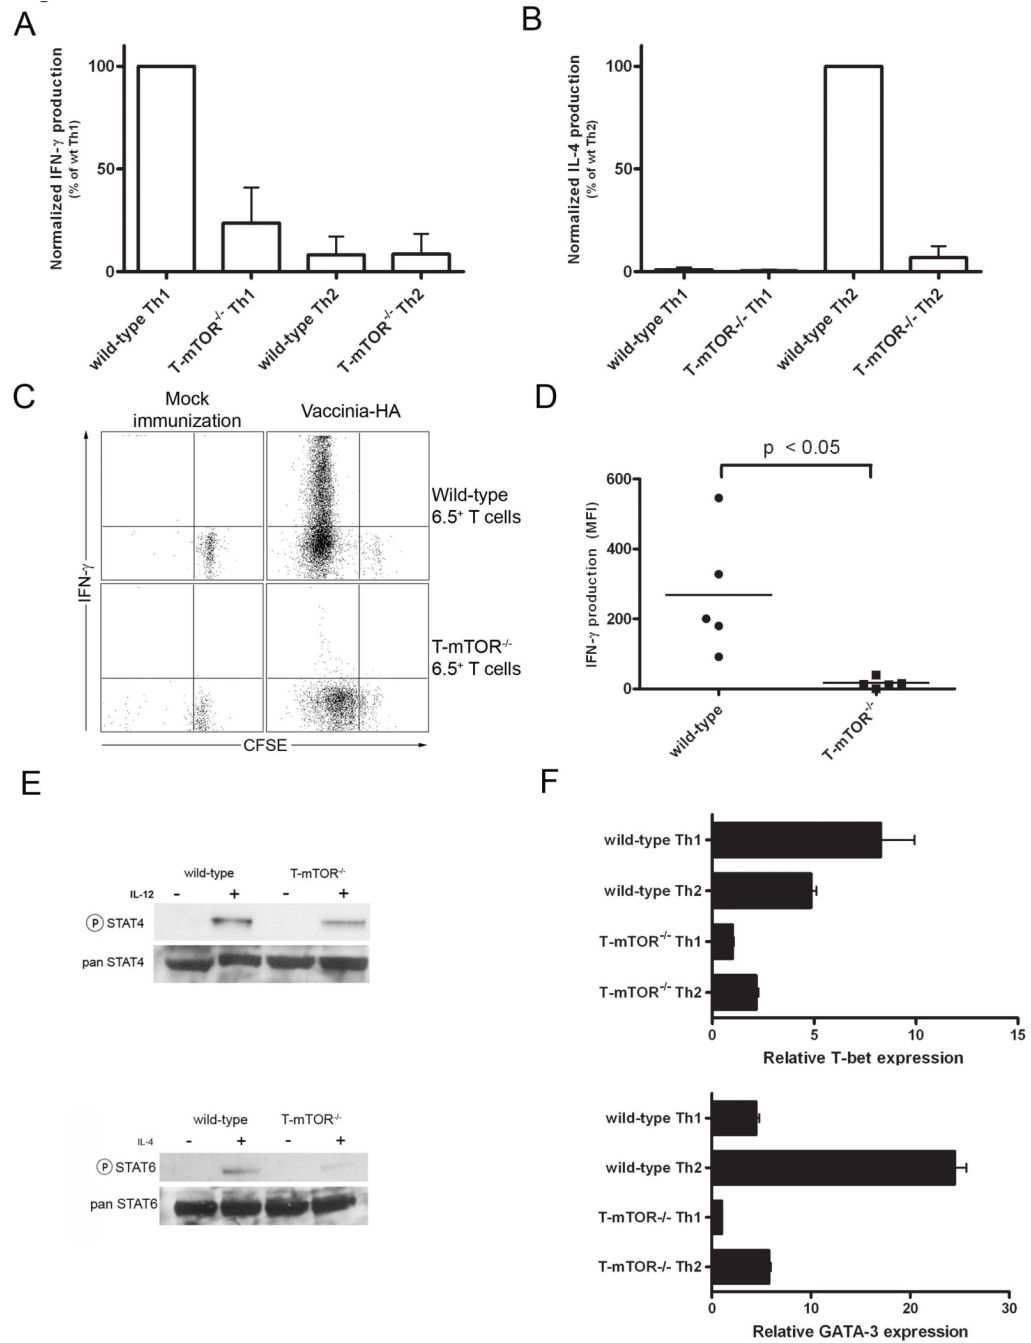 A
Normalized IFN-γ production
(% of wt Th1)
100
50
0
wild-type Th1
T-mTOR-/- Th1
wild-type Th2
T-mTOR-/- Th2
B
Normalized IL-4 production
(% of wt Th2)
100
50
0
wild-type Th1
T-mTOR-/- Th1
wild-type Th2
T-mTOR-/- Th2
C
Mock
immunization
Vaccinia-HA
Wild-type
6.5+ T cells
T-mTOR-/-
6.5+ T cells
IFN-γ
CFSE
D
p < 0.05
IFN-γ production (MFI)
600
400
200
0
wild-type
T-mTOR-/-
E
wild-type T-mTOR-/-
IL-12 - + - +
P STAT4
pan STAT4
wild-type T-mTOR-/-
IL-4 - + - +
P STAT6
pan STAT6
F
wild-type Th1
wild-type Th2
T-mTOR-/- Th1
T-mTOR-/- Th2
0 5 10 15
Relative T-bet expression
wild-type Th1
wild-type Th2
T-mTOR-/- Th1
T-mTOR-/- Th2
0 10 20 30
Relative GATA-3 expression